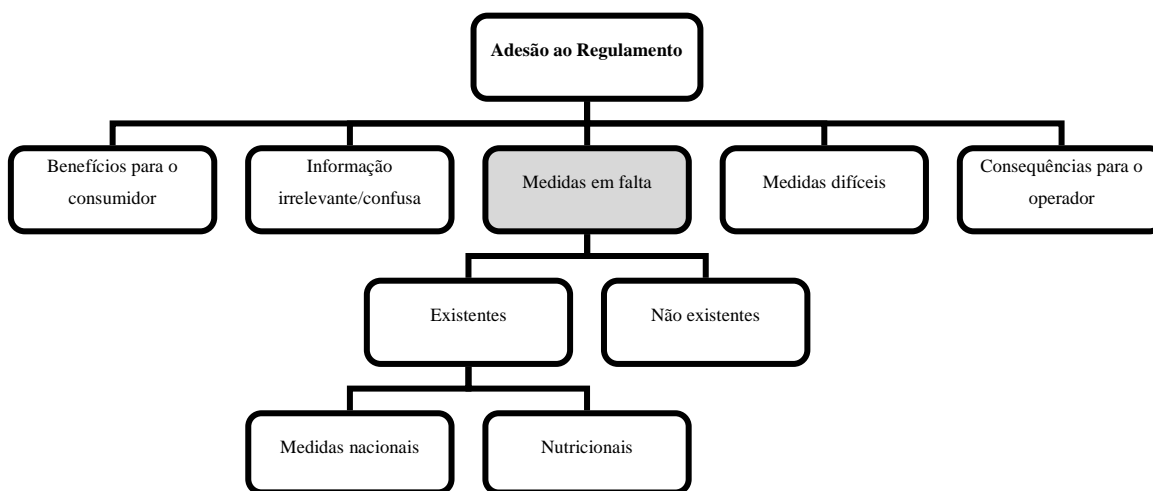 Adesão ao Regulamento
Benefícios para o
consumidor
Informação
irrelevante/confusa
Medidas em falta
Medidas difíceis
Consequências para o
operador
Existentes
Não existentes
Medidas nacionais
Nutricionais